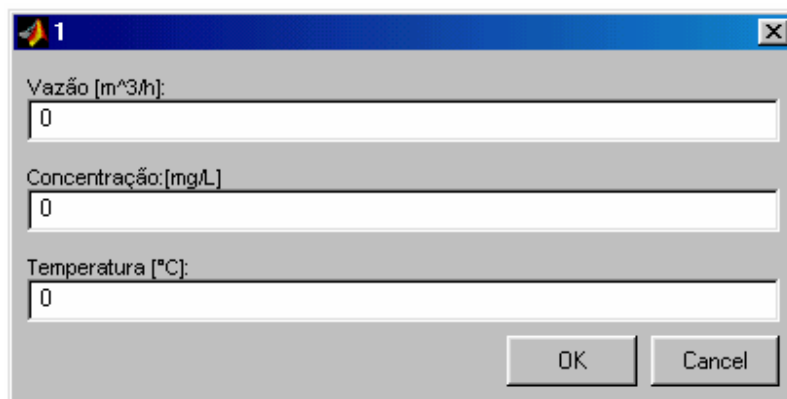 1
Vazão [m^3/h]:
0
Concentração:[mg/L]
0
Temperatura [°C]:
0
OK Cancel